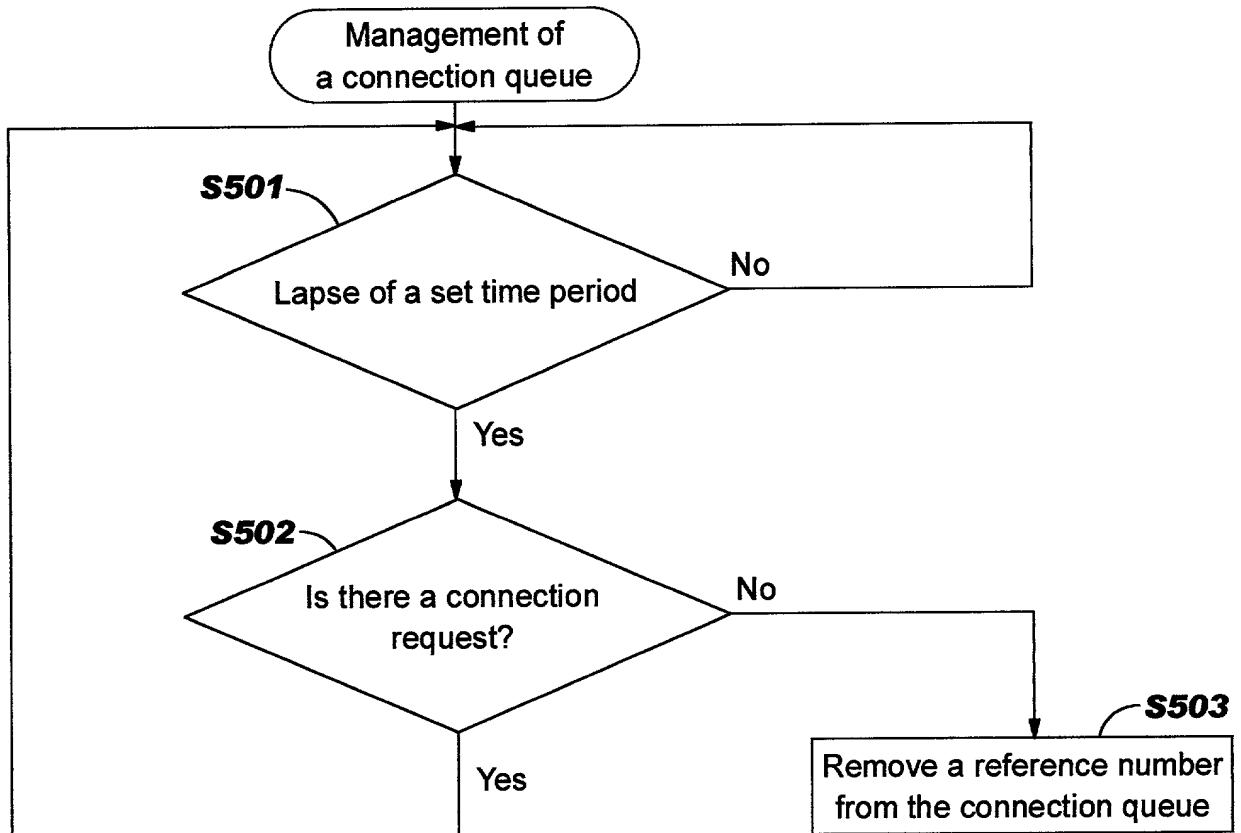 Management of
a connection queue
S501
Lapse of a set time period
No
Yes
S502
Is there a connection
request?
No
Yes
S503
Remove a reference number
from the connection queue